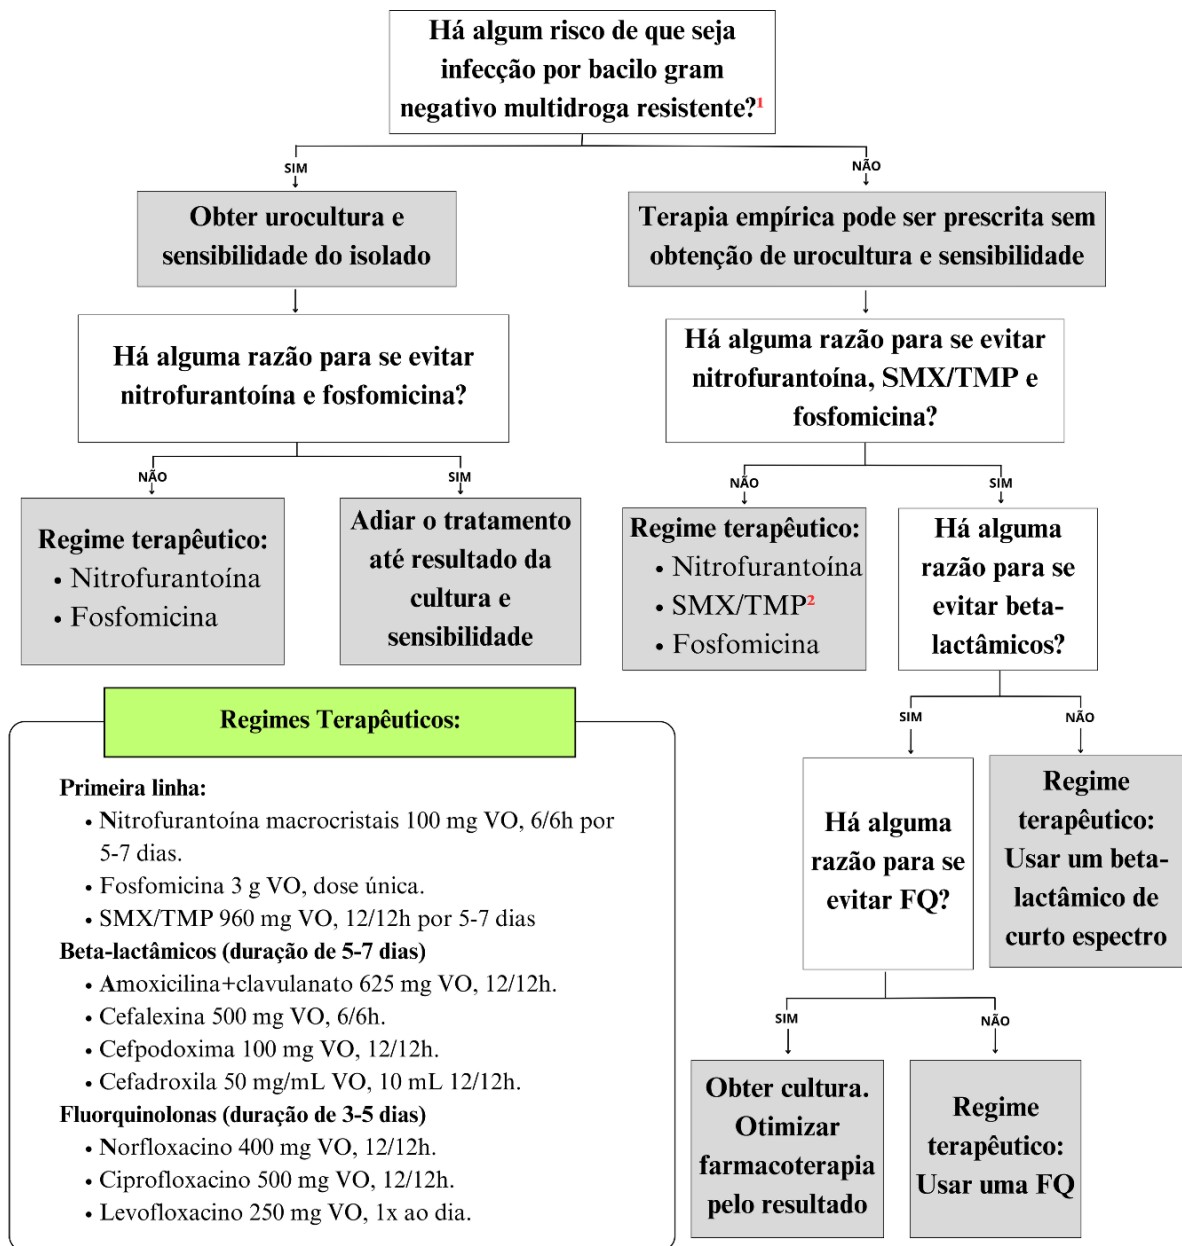 Há algum risco de que seja
infecção por bacilo gram
negativo multidroga resistente?¹
SIM
NÃO
Obter urocultura e
sensibilidade do isolado
Terapia empírica pode ser prescrita sem
obtenção de urocultura e sensibilidade
Há alguma razão para se evitar
nitrofurantoína e fosfomicina?
Há alguma razão para se evitar
nitrofurantoína, SMX/TMP e
fosfomicina?
NÃO
SIM
NÃO
SIM
Regime terapêutico:
• Nitrofurantoína
• Fosfomicina
Adiar o tratamento
até resultado da
cultura e
sensibilidade
Regime terapêutico:
• Nitrofurantoína
• SMX/TMP²
• Fosfomicina
Há alguma
razão para se
evitar beta-
lactâmicos?
SIM
NÃO
Há alguma
razão para se
evitar FQ?
Regime
terapêutico:
Usar um beta-
lactâmico de
curto espectro
SIM
NÃO
Obter cultura.
Otimizar
farmacoterapia
pelo resultado
Regime
terapêutico:
Usar uma FQ
Regimes Terapêuticos:
Primeira linha:
• Nitrofurantoína macrocristais 100 mg VO, 6/6h por
5-7 dias.
• Fosfomicina 3 g VO, dose única.
• SMX/TMP 960 mg VO, 12/12h por 5-7 dias
Beta-lactâmicos (duração de 5-7 dias)
• Amoxicilina+clavulanato 625 mg VO, 12/12h.
• Cefalexina 500 mg VO, 6/6h.
• Cefpodoxima 100 mg VO, 12/12h.
• Cefadroxila 50 mg/mL VO, 10 mL 12/12h.
Fluorquinolonas (duração de 3-5 dias)
• Norfloxacino 400 mg VO, 12/12h.
• Ciprofloxacino 500 mg VO, 12/12h.
• Levofloxacino 250 mg VO, 1x ao dia.